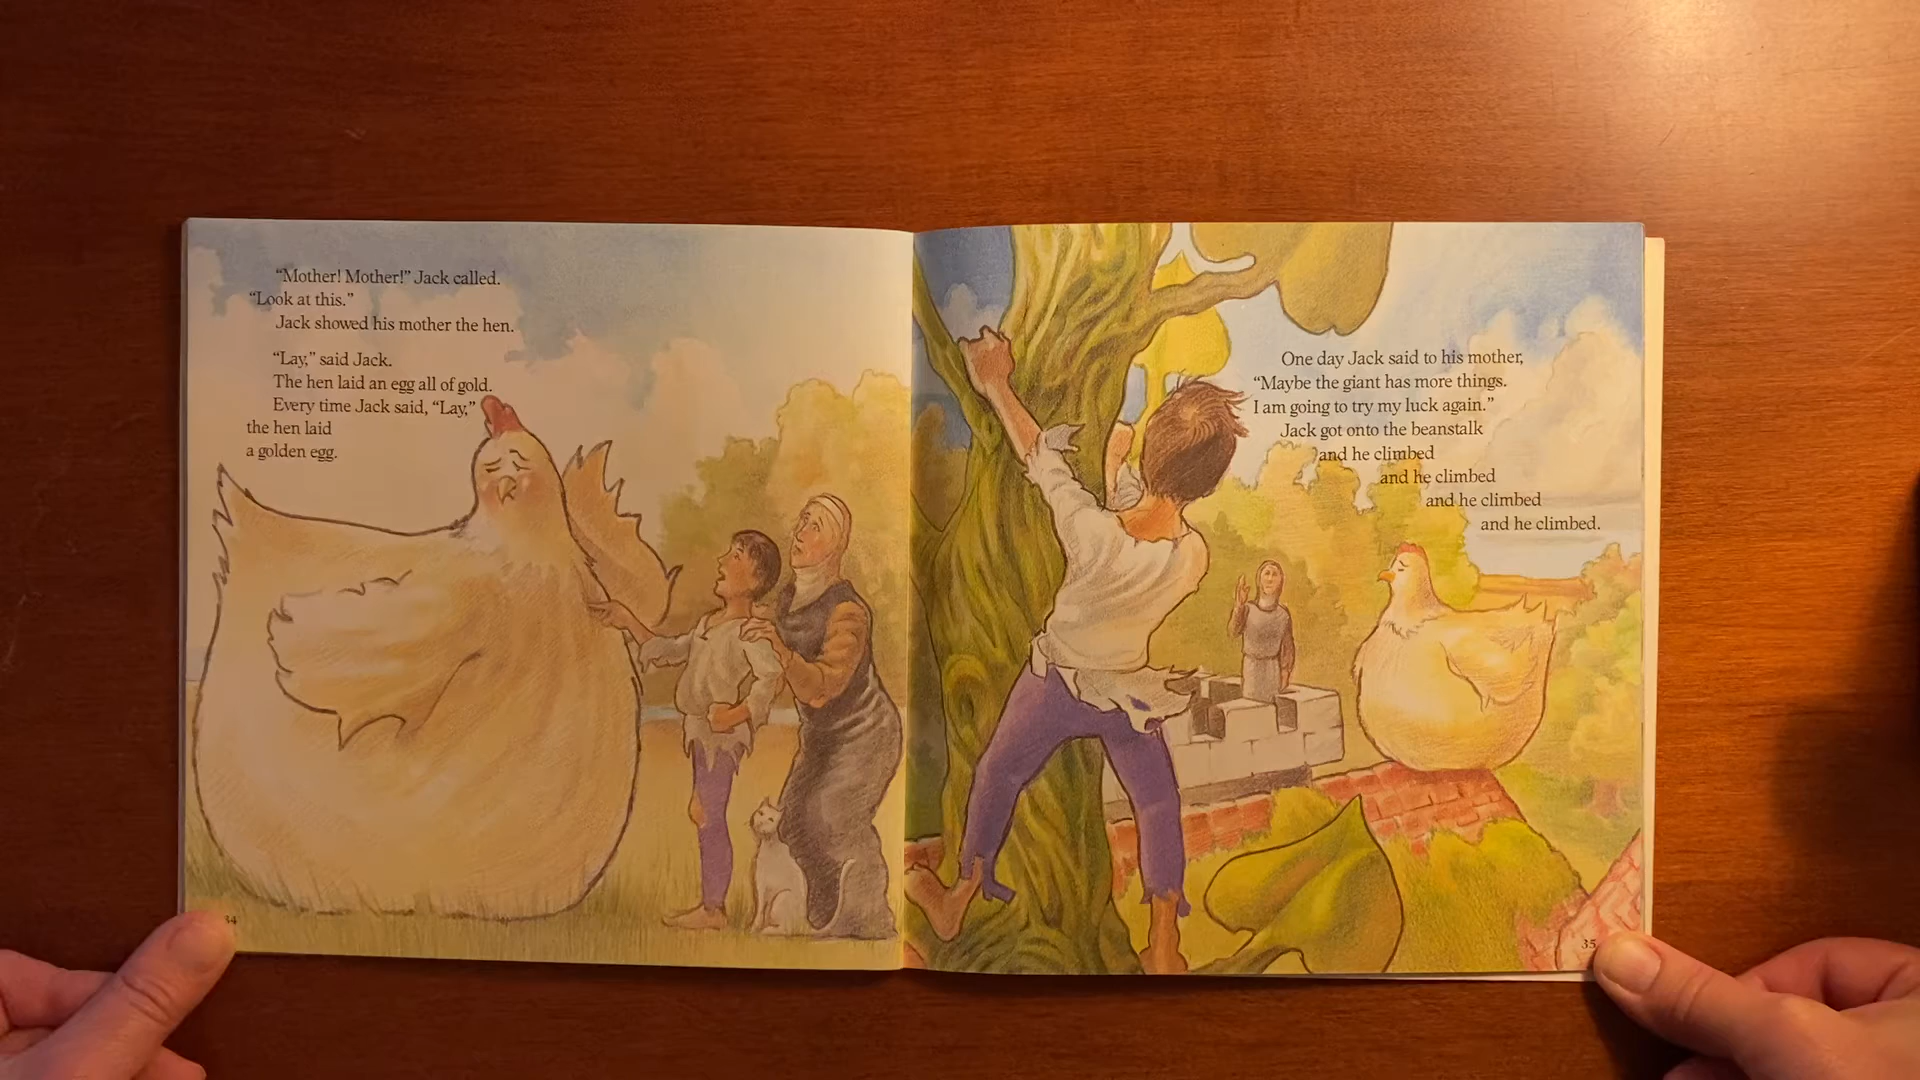 “Mother! Mother!” Jack called.
“Look at this.”
Jack showed his mother the hen.
“Lay,” said Jack.
The hen laid an egg all of gold.
Every time Jack said, “Lay,”
the hen laid
a golden egg.
34
One day Jack said to his mother,
“Maybe the giant has more things.
I am going to try my luck again.”
Jack got onto the beanstalk
and he climbed
and he climbed
and he climbed
and he climbed.
35